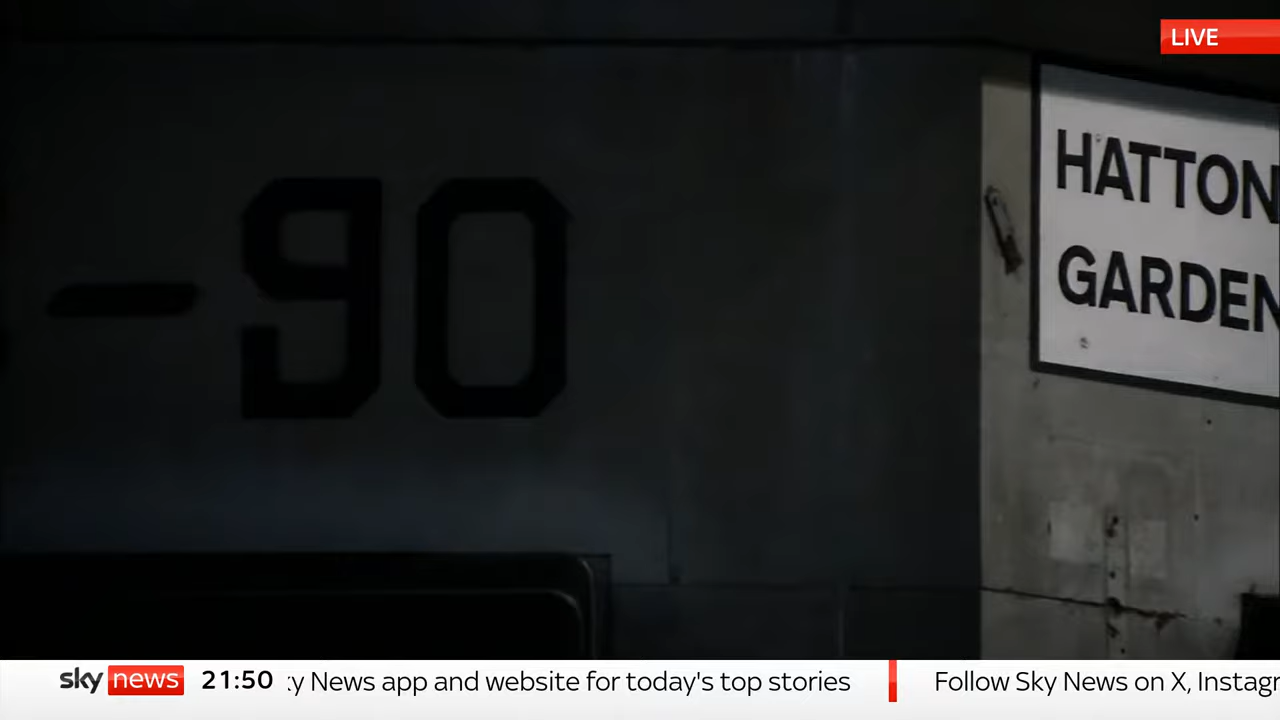 LIVE
-90
HATTON
GARDEN
sky news 21:50 ky News app and website for today's top stories Follow Sky News on X, Instagr